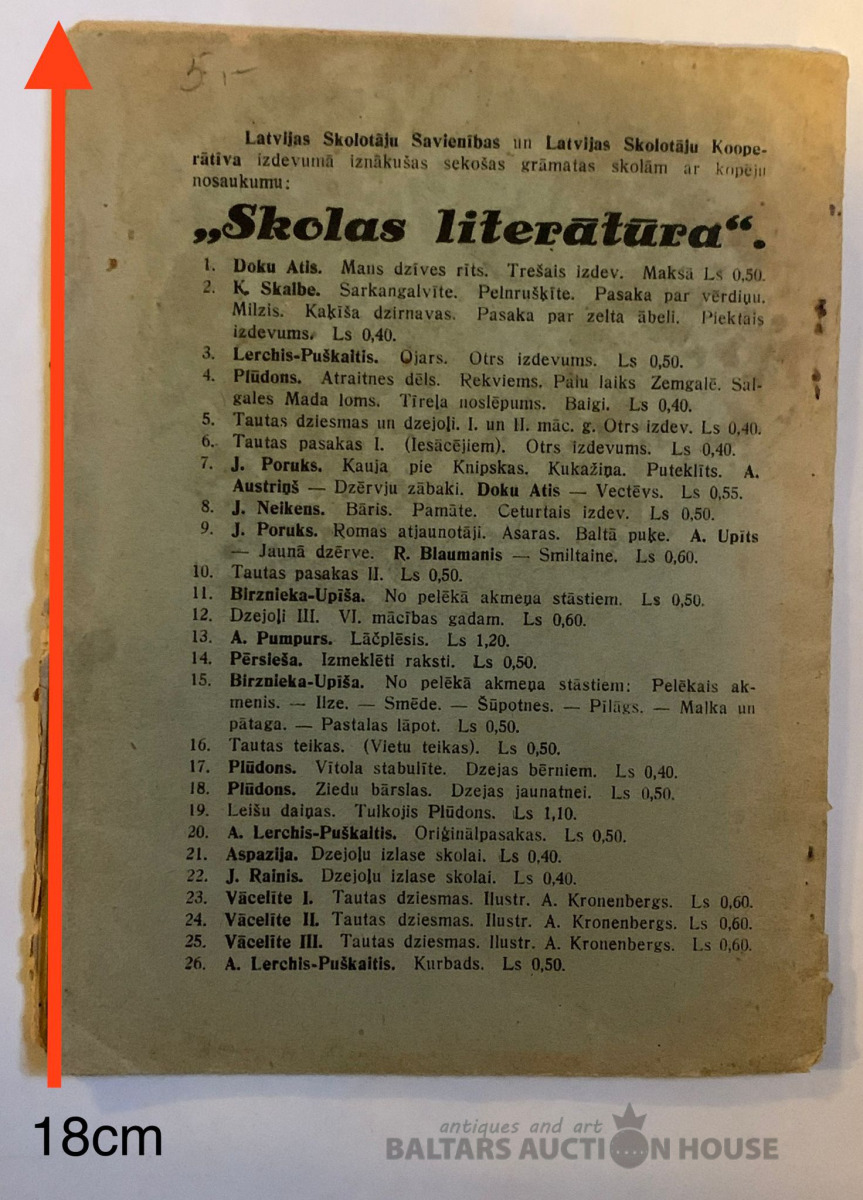 5.–
Latvijas Skolotāju Savienības un Latvijas Skolotāju Koope-
rātīva izdevumā iznākušas sekošas grāmatas skolām ar kopēju
nosaukumu:
„Skolas literātūra“.
1. Doku Atis. Mans dzīves rīts. Trešais izdev. Maksā Ls 0,50.
2. K. Skalbe. Sarkangalvīte. Pelnrušķīte. Pasaka par vērdiņu.
Milzis. Kaķīša dzirnavas. Pasaka par zelta ābeli. Piektais
izdevums. Ls 0,40.
3. Lerchis-Puškaitis. Ojars. Otrs izdevums. Ls 0,50.
4. Plūdons. Atraitnes dēls. Rekviems. Palu laiks Zemgalē. Sal-
gales Mada loms. Tīreļa noslēpums. Baigi. Ls 0,40.
5. Tautas dziesmas un dzejoļi. I. un II. māc. g. Otrs izdev. Ls 0,40.
6. Tautas pasakas I. (Iesācējiem). Otrs izdevums. Ls 0,40.
7. J. Poruks. Kauja pie Knipskas. Kukažiņa. Puteklīts. A.
Austriņš — Dzērvju zābaki. Doku Atis — Vectēvs. Ls 0,55.
8. J. Neikens. Bāris. Pamāte. Ceturtais izdev. Ls 0,50.
9. J. Poruks. Romas atjaunotāji. Asaras. Baltā puķe. A. Upīts
— Jaunā dzērve. R. Blaumanis — Smiltaine. Ls 0,60.
10. Tautas pasakas II. Ls 0,50.
11. Birznieka-Upīša. No pelēkā akmeņa stāstiem. Ls 0,50.
12. Dzejoļi III. VI. mācības gadam. Ls 0,60.
13. A. Pumpurs. Lāčplēsis. Ls 1,20.
14. Pērsieša. Izmeklēti raksti. Ls 0,50.
15. Birznieka-Upīša. No pelēkā akmeņa stāstiem: Pelēkais ak-
menis. — Ilze. — Smēde. — Šūpotnes. — Pīlāgs. — Malka un
pātaga. — Pastalas lāpot. Ls 0,50.
16. Tautas teikas. (Vietu teikas). Ls 0,50.
17. Plūdons. Vītola stabulīte. Dzejas bērniem. Ls 0,40.
18. Plūdons. Ziedu bārslas. Dzejas jaunatnei. Ls 0,50.
19. Leišu daiņas. Tulkojis Plūdons. Ls 1,10.
20. A. Lerchis-Puškaitis. Oriģinālpasakas. Ls 0,50.
21. Aspazija. Dzejoļu izlase skolai. Ls 0,40.
22. J. Rainis. Dzejoļu izlase skolai. Ls 0,40.
23. Vācelīte I. Tautas dziesmas. Ilustr. A. Kronenbergs. Ls 0,60.
24. Vācelīte II. Tautas dziesmas. Ilustr. A. Kronenbergs. Ls 0,60.
25. Vācelīte III. Tautas dziesmas. Ilustr. A. Kronenbergs. Ls 0,60.
26. A. Lerchis-Puškaitis. Kurbads. Ls 0,50.
18cm
antiques and art
BALTARS AUCTION HOUSE